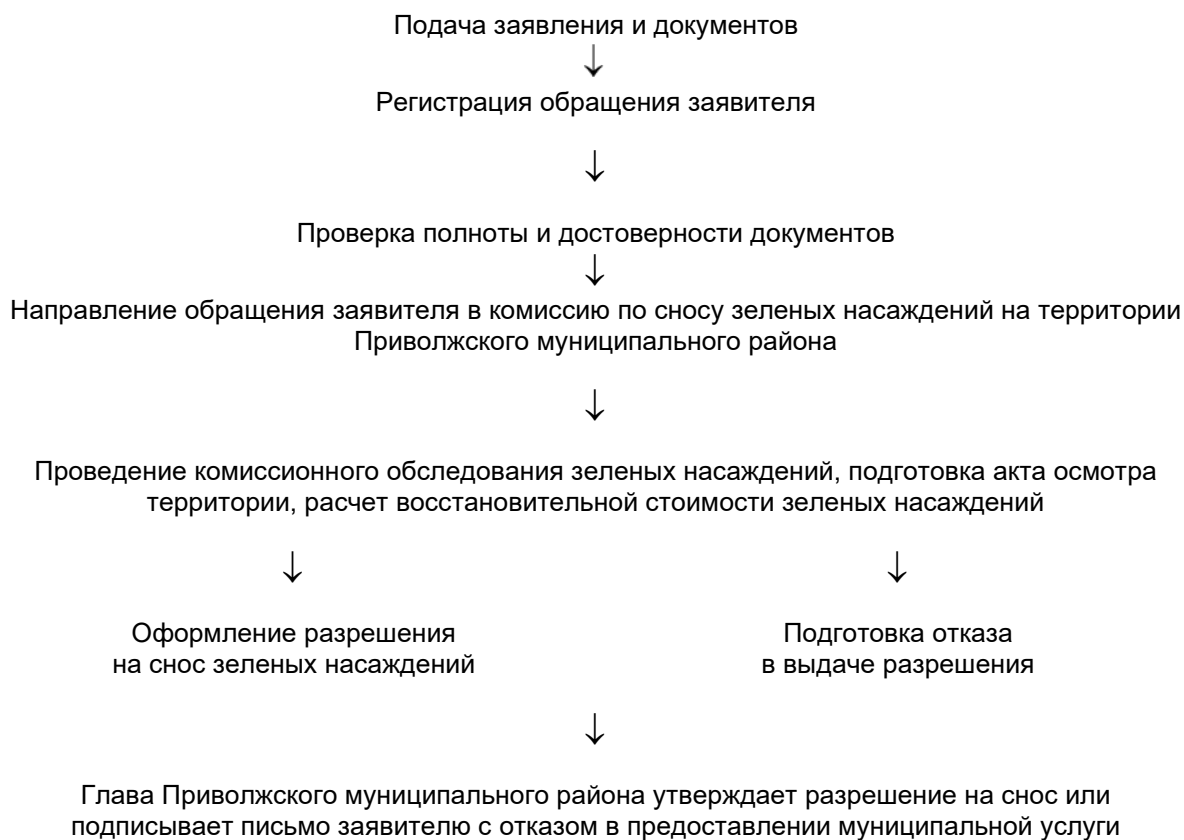 Подача заявления и документов
↓
Регистрация обращения заявителя
↓
Проверка полноты и достоверности документов
↓
Направление обращения заявителя в комиссию по сносу зеленых насаждений на территории
Приволжского муниципального района
↓
Проведение комиссионного обследования зеленых насаждений, подготовка акта осмотра
территории, расчет восстановительной стоимости зеленых насаждений
↓ ↓
Оформление разрешения
на снос зеленых насаждений
Подготовка отказа
в выдаче разрешения
↓
Глава Приволжского муниципального района утверждает разрешение на снос или
подписывает письмо заявителю с отказом в предоставлении муниципальной услуги